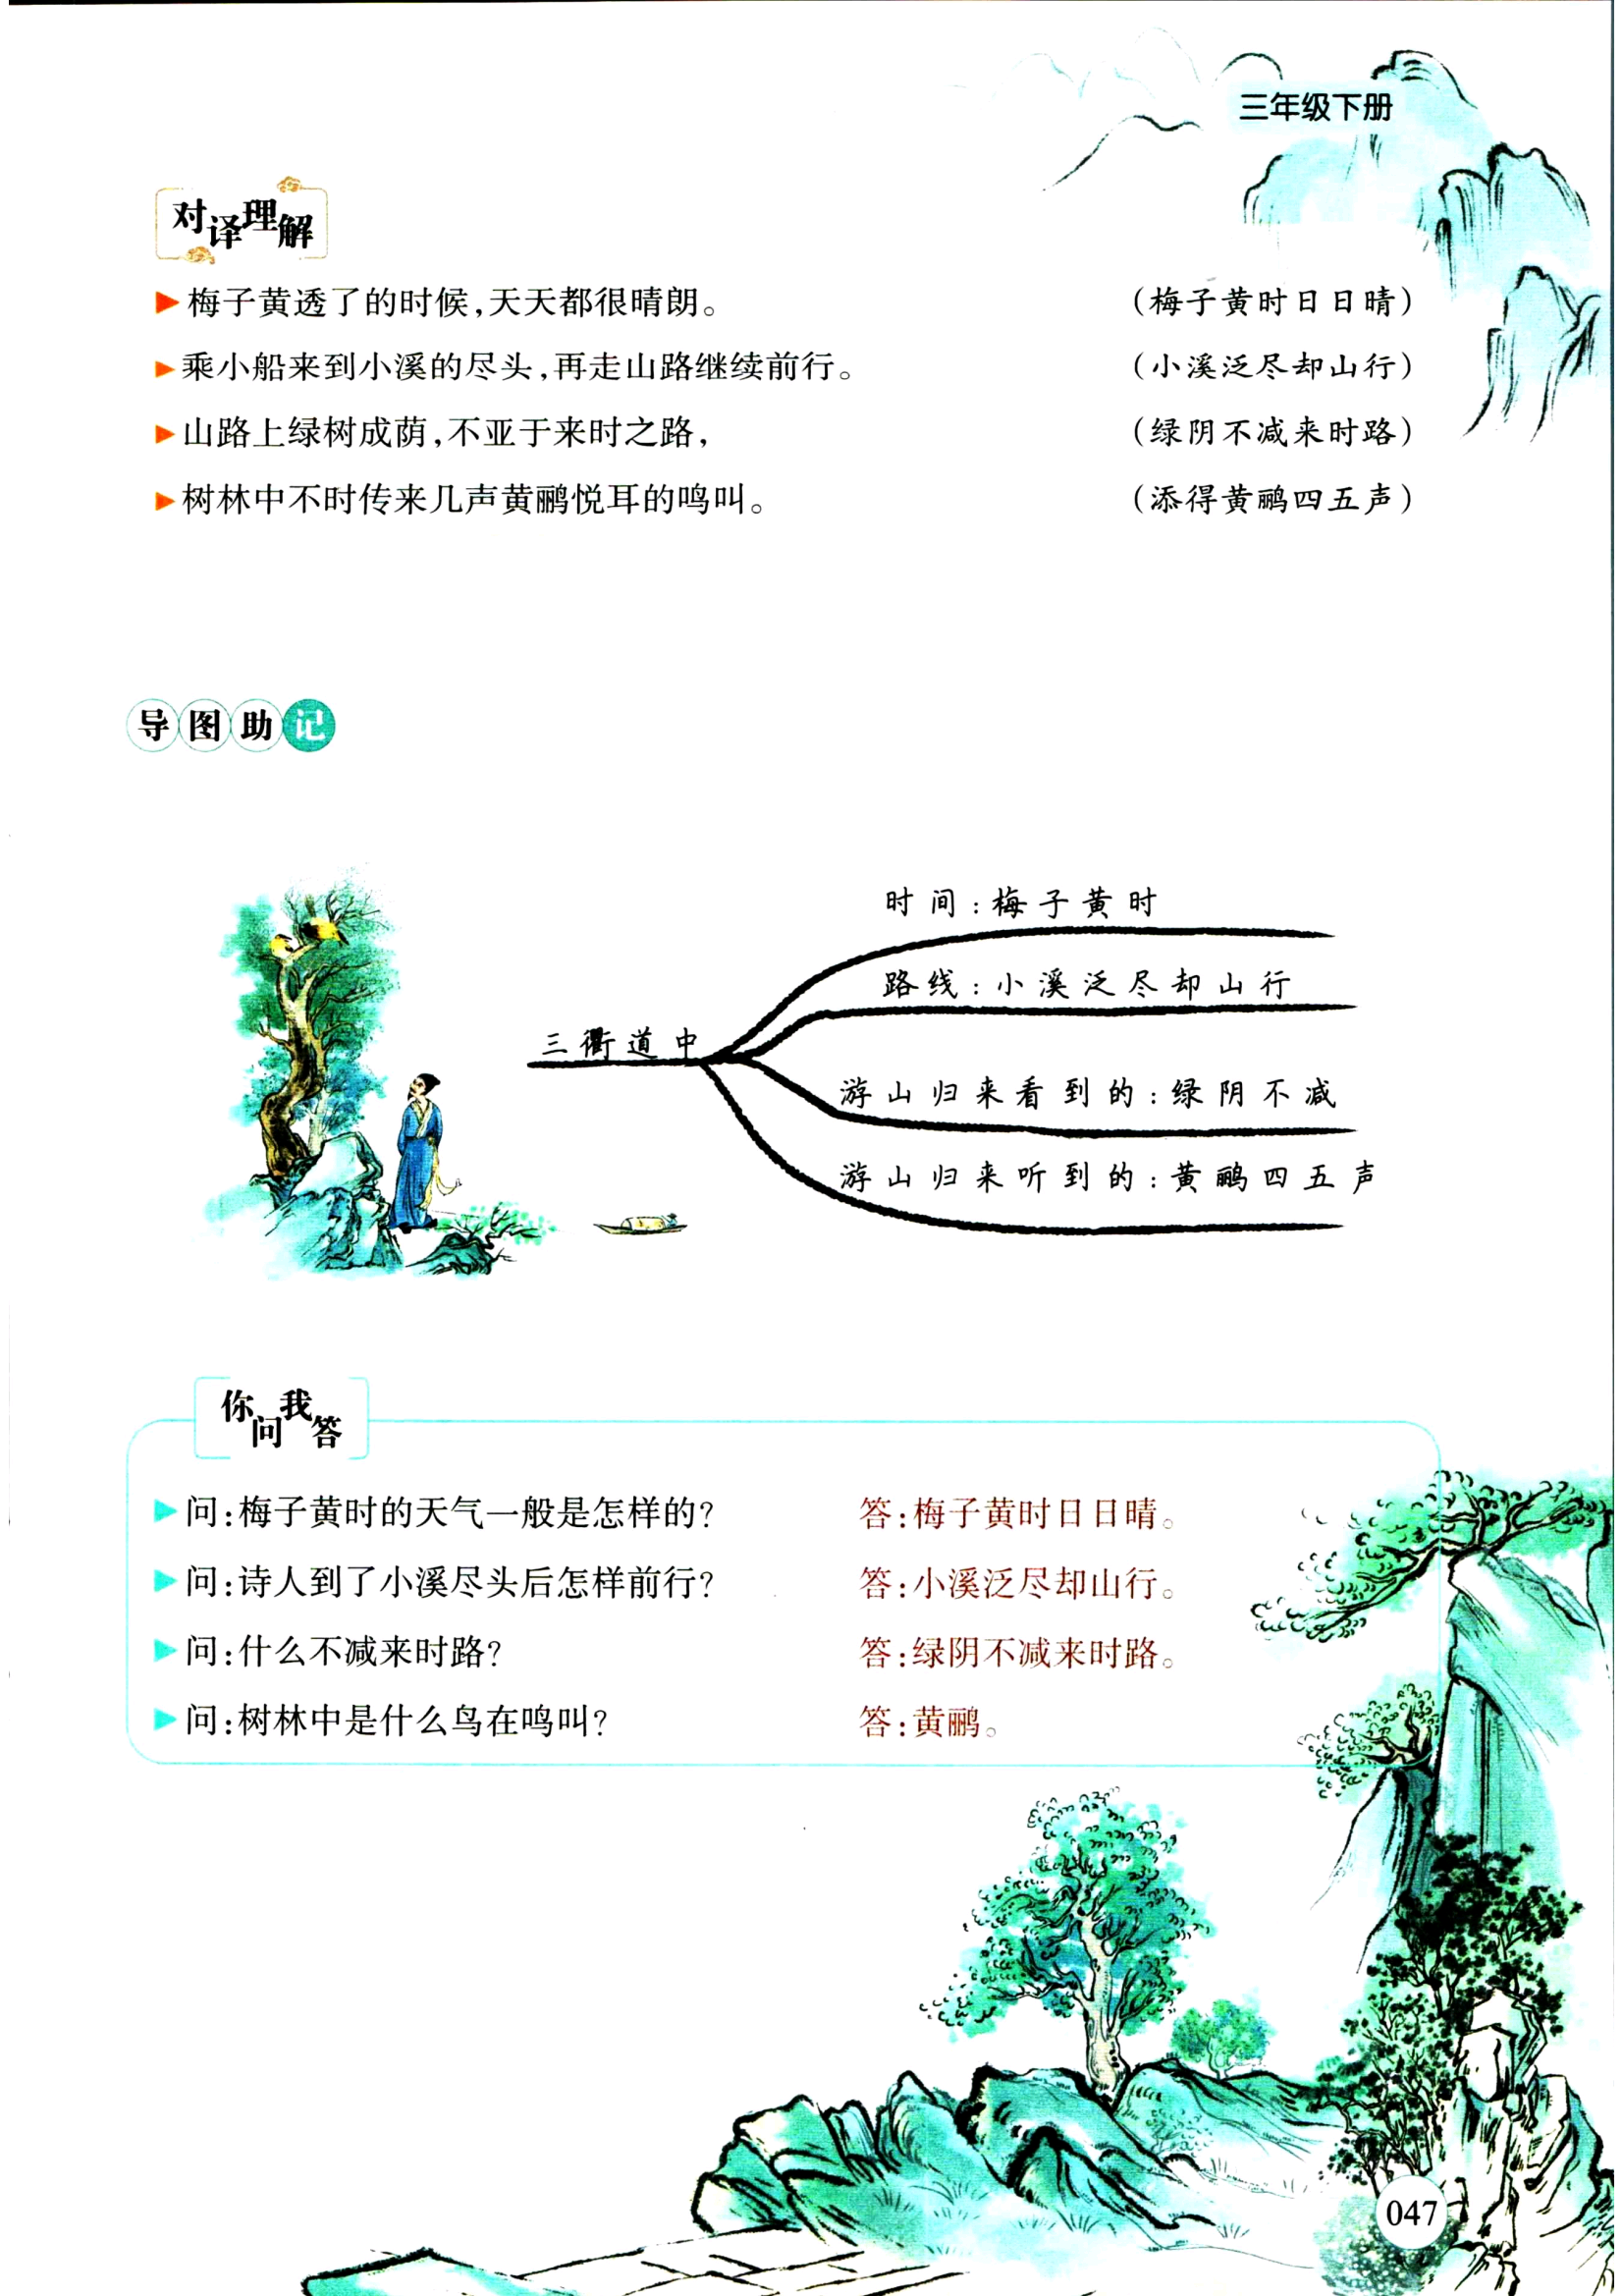 三年级下册
对译理解
梅子黄透了的时候,天天都很晴朗。 (梅子黄时日日晴)
乘小船来到小溪的尽头,再走山路继续前行。 (小溪泛尽却山行)
山路上绿树成荫,不亚于来时之路, (绿阴不减来时路)
树林中不时传来几声黄鹂悦耳的鸣叫。 (添得黄鹂四五声)
导图助记
时间:梅子黄时
路线:小溪泛尽却山行
三衢道中
游山归来看到的:绿阴不减
游山归来听到的:黄鹂四五声
你问我答
问:梅子黄时的天气一般是怎样的? 答:梅子黄时日日晴。
问:诗人到了小溪尽头后怎样前行? 答:小溪泛尽却山行。
问:什么不减来时路? 答:绿阴不减来时路。
问:树林中是什么鸟在鸣叫? 答:黄鹂。
047